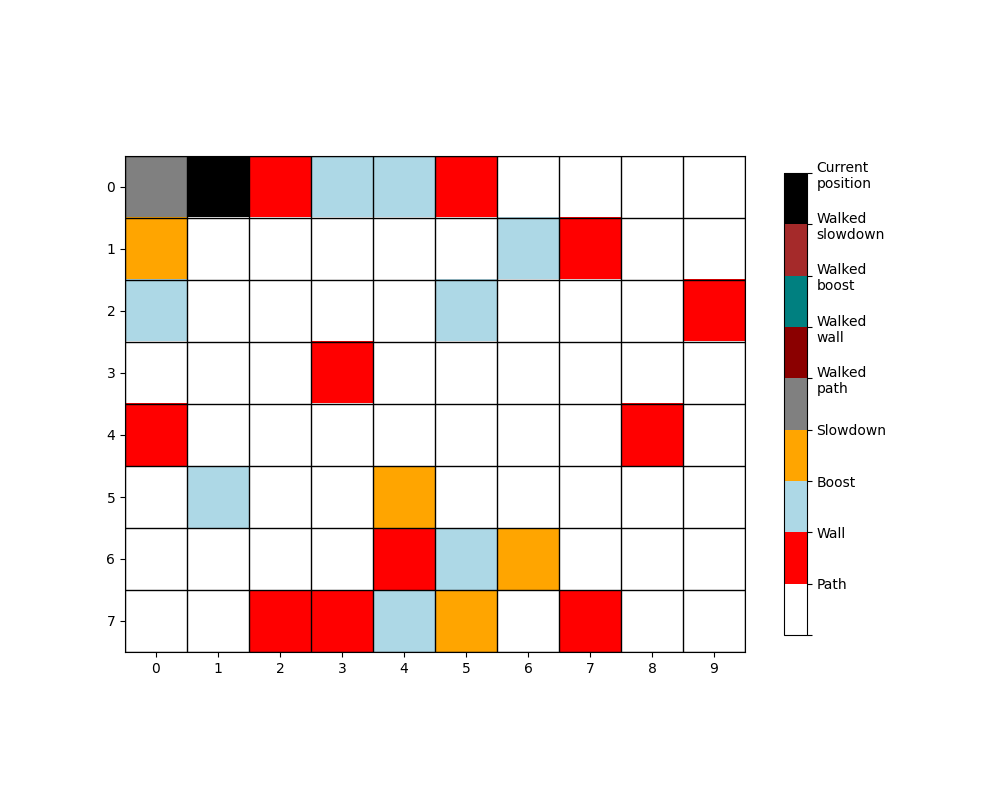 0
1
2
3
4
5
6
7
0 1 2 3 4 5 6 7 8 9
Current
position
Walked
slowdown
Walked
boost
Walked
wall
Walked
path
Slowdown
Boost
Wall
Path